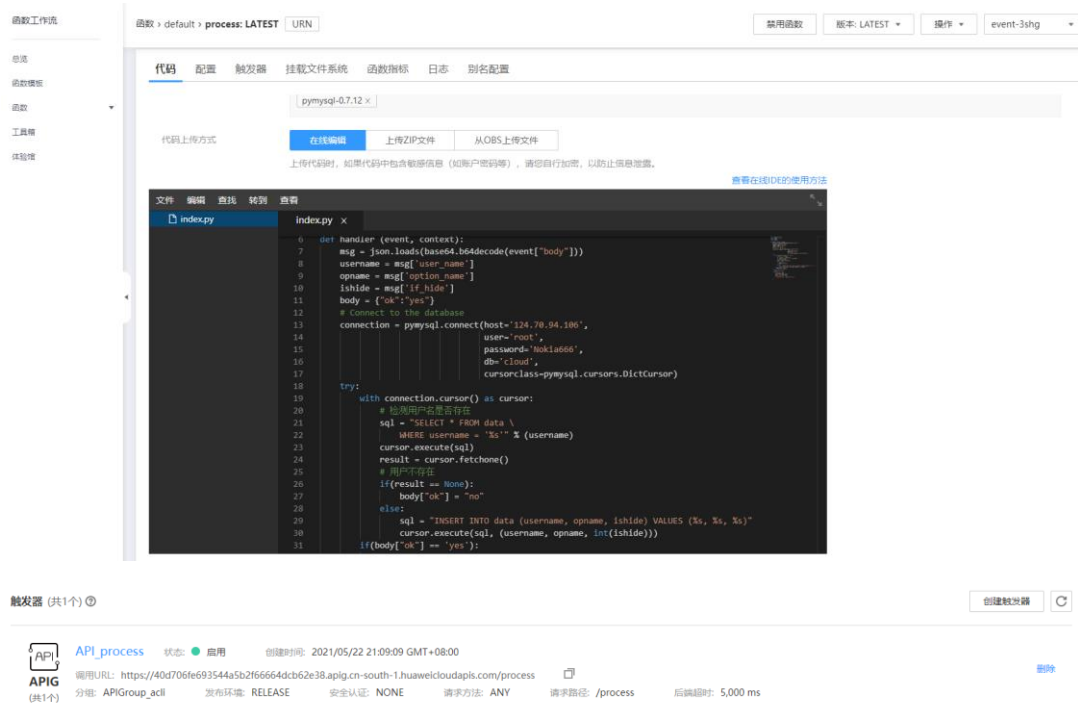 函数工作流
函数 › default › process: LATEST URN
禁用函数 版本: LATEST 操作 event-3shg
总览
函数模板
函数
工具箱
体验馆
代码 配置 触发器 挂载文件系统 函数指标 日志 别名配置
pymysql-0.7.12 ×
代码上传方式 在线编辑 上传ZIP文件 从OBS上传文件
上传代码时，如果代码中包含敏感信息（如账户密码等），请您自行加密，以防止信息泄露。
查看在线IDE的使用方法
文件 编辑 查找 转到 查看
index.py
index.py ×
6 def handler (event, context):
7 msg = json.loads(base64.b64decode(event["body"]))
8 username = msg['user_name']
9 opname = msg['option_name']
10 ishide = msg['if_hide']
11 body = {"ok":"yes"}
12 # Connect to the database
13 connection = pymysql.connect(host='124.70.94.106',
14 user='root',
15 password='Nokia666',
16 db='cloud',
17 cursorclass=pymysql.cursors.DictCursor)
18 try:
19 with connection.cursor() as cursor:
20 # 检测用户名是否存在
21 sql = "SELECT * FROM data \
22 WHERE username = '%s'" % (username)
23 cursor.execute(sql)
24 result = cursor.fetchone()
25 # 用户不存在
26 if(result == None):
27 body["ok"] = "no"
28 else:
29 sql = "INSERT INTO data (username, opname, ishide) VALUES (%s, %s, %s)"
30 cursor.execute(sql, (username, opname, int(ishide)))
31 if(body["ok"] == 'yes'):
触发器 (共1个)
创建触发器
API
APIG
(共1个)
API_process 状态: 启用 创建时间: 2021/05/22 21:09:09 GMT+08:00
调用URL: https://40d706fe693544a5b2f66664dcb62e38.apig.cn-south-1.huaweicloudapis.com/process
删除
分组: APIGroup_acli 发布环境: RELEASE 安全认证: NONE 请求方法: ANY 请求路径: /process 后端超时: 5,000 ms